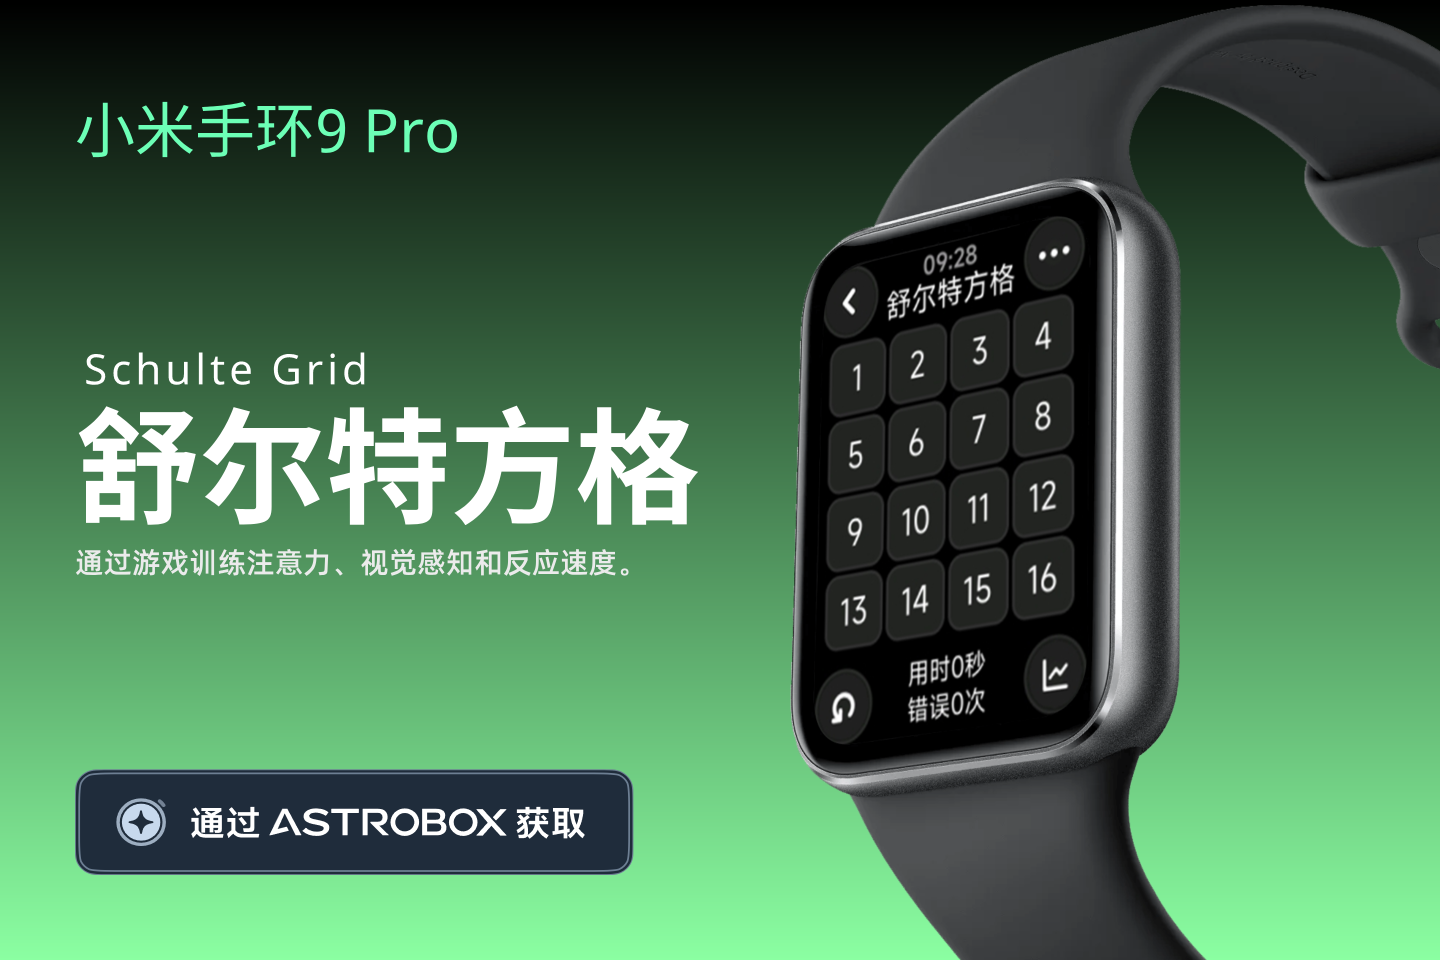 小米手环9 Pro
Schulte Grid
舒尔特方格
通过游戏训练注意力、视觉感知和反应速度。
通过 ASTROBOX 获取
09:28
舒尔特方格
1 2 3 4
5 6 7 8
9 10 11 12
13 14 15 16
用时0秒
错误0次